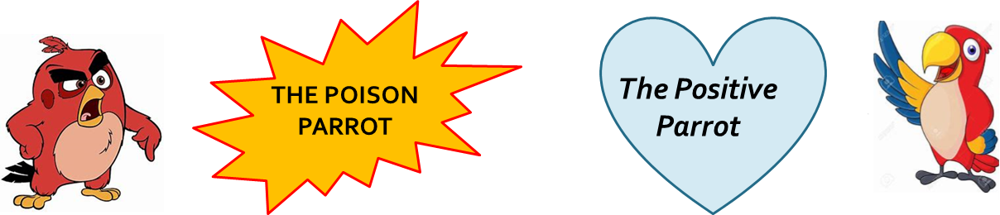 THE POISON
PARROT
The Positive
Parrot